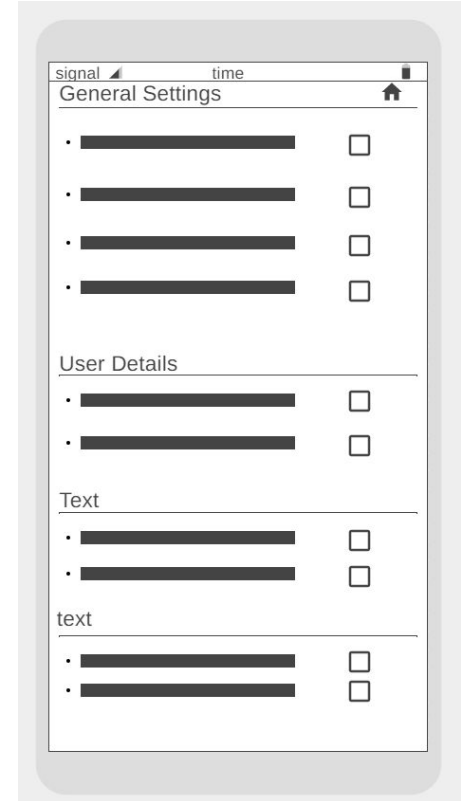 signal time
General Settings
User Details
Text
text